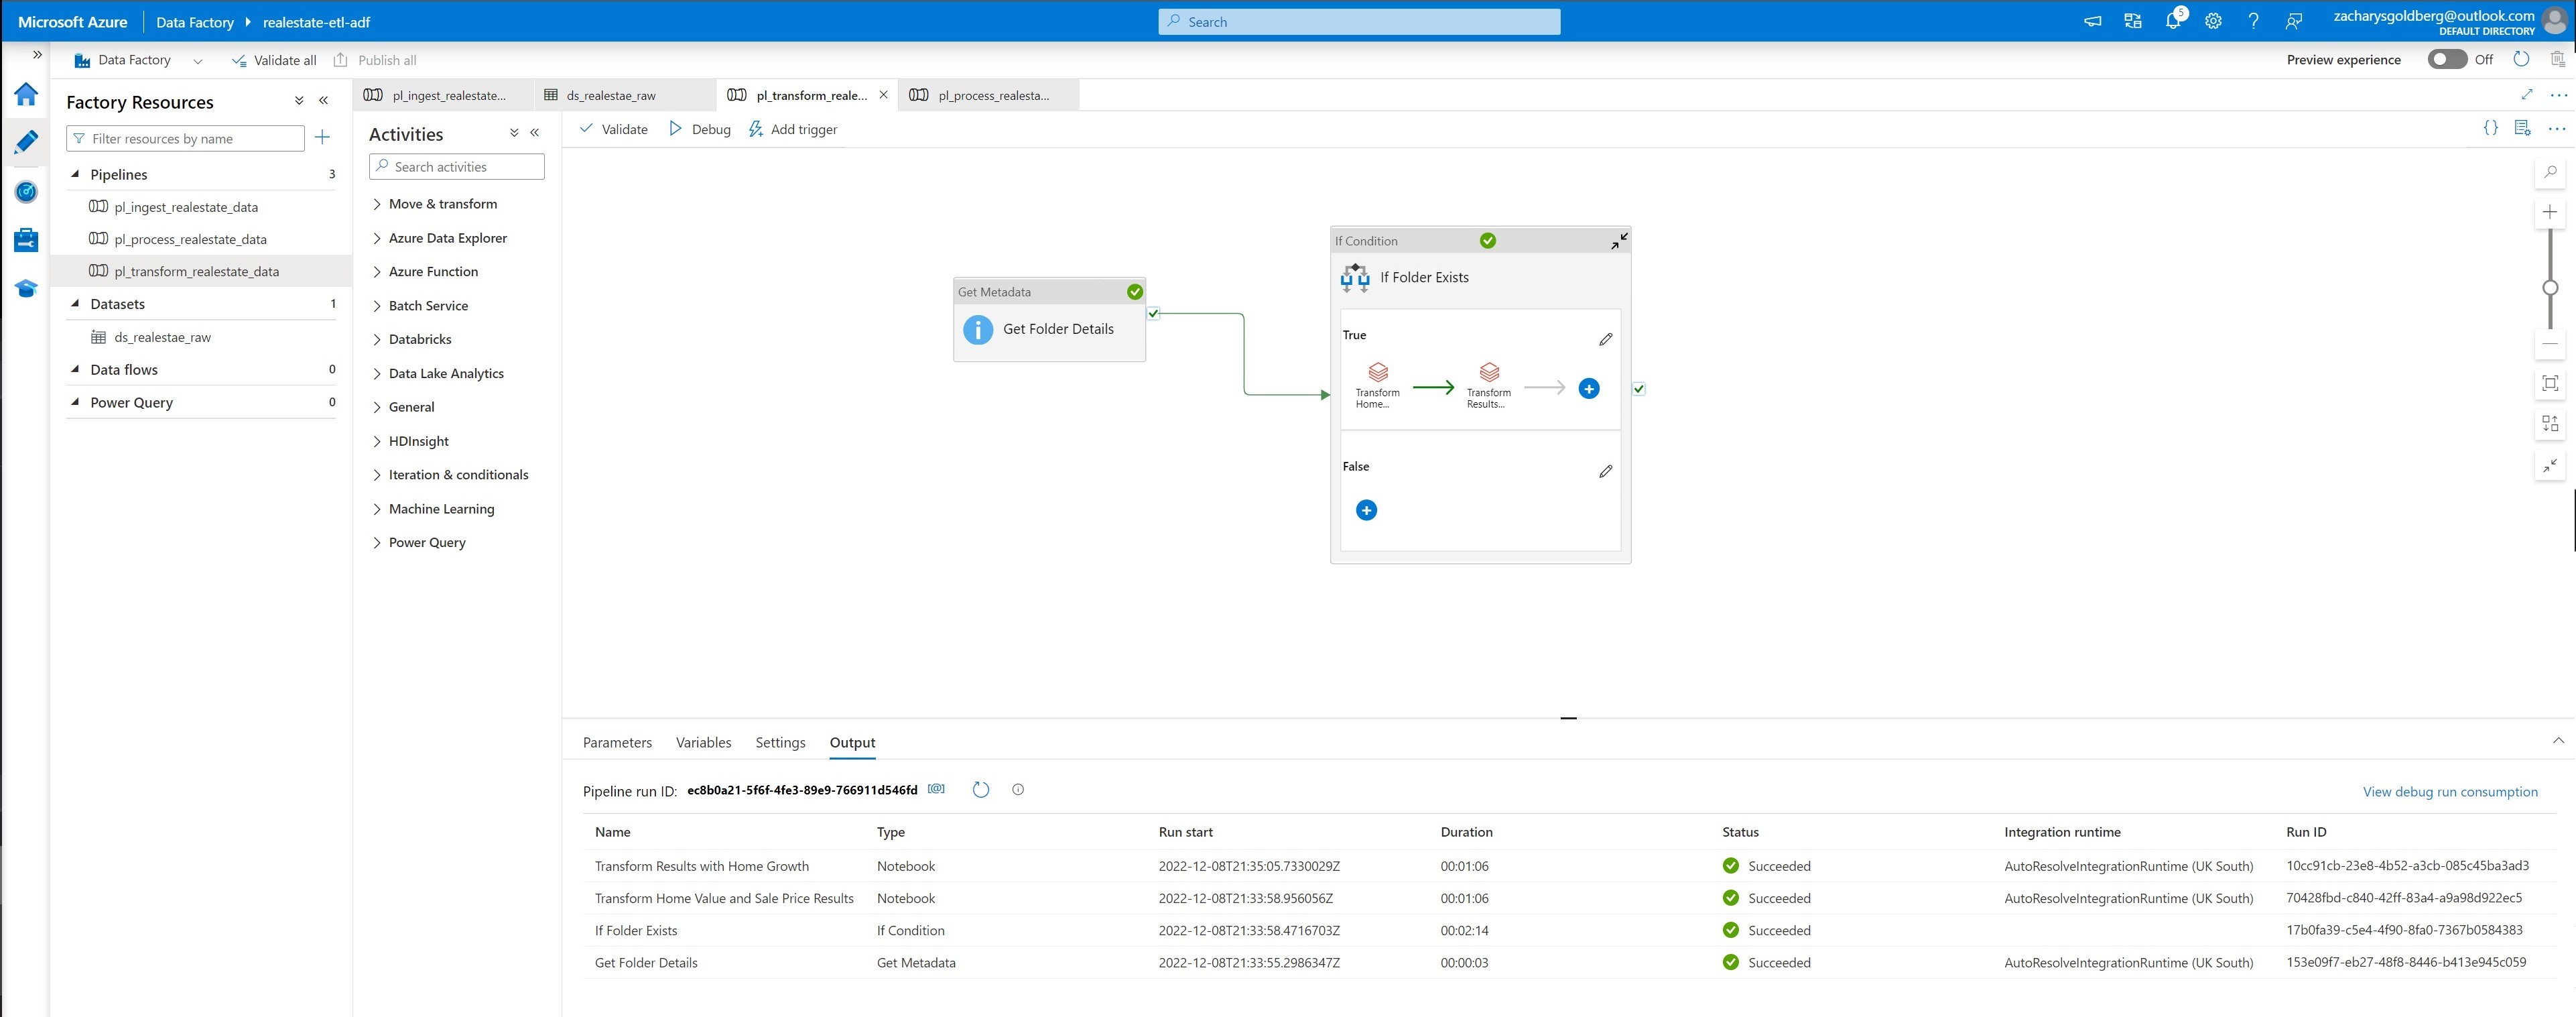 Microsoft Azure Data Factory realestate-etl-adf Search 5 zacharysgoldberg@outlook.com
DEFAULT DIRECTORY
Data Factory Validate all Publish all Preview experience Off
Factory Resources
Filter resources by name
Pipelines 3
pl_ingest_realestate_data
pl_process_realestate_data
pl_transform_realestate_data
Datasets 1
ds_realestae_raw
Data flows 0
Power Query 0
pl_ingest_realestate... ds_realestae_raw pl_transform_reale... pl_process_realesta...
Activities
Search activities
Move & transform
Azure Data Explorer
Azure Function
Batch Service
Databricks
Data Lake Analytics
General
HDInsight
Iteration & conditionals
Machine Learning
Power Query
Validate Debug Add trigger
Get Metadata
Get Folder Details
If Condition
If Folder Exists
True
Transform Home...
Transform Results...
False
Parameters Variables Settings Output
Pipeline run ID: ec8b0a21-5f6f-4fe3-89e9-766911d546fd View debug run consumption
Name Type Run start Duration Status Integration runtime Run ID
Transform Results with Home Growth Notebook 2022-12-08T21:35:05.7330029Z 00:01:06 Succeeded AutoResolveIntegrationRuntime (UK South) 10cc91cb-23e8-4b52-a3cb-085c45ba3ad3
Transform Home Value and Sale Price Results Notebook 2022-12-08T21:33:58.956056Z 00:01:06 Succeeded AutoResolveIntegrationRuntime (UK South) 70428fbd-c840-42ff-83a4-a9a98d922ec5
If Folder Exists If Condition 2022-12-08T21:33:58.4716703Z 00:02:14 Succeeded 17b0fa39-c5e4-4f90-8fa0-7367b0584383
Get Folder Details Get Metadata 2022-12-08T21:33:55.2986347Z 00:00:03 Succeeded AutoResolveIntegrationRuntime (UK South) 153e09f7-eb27-48f8-8446-b413e945c059